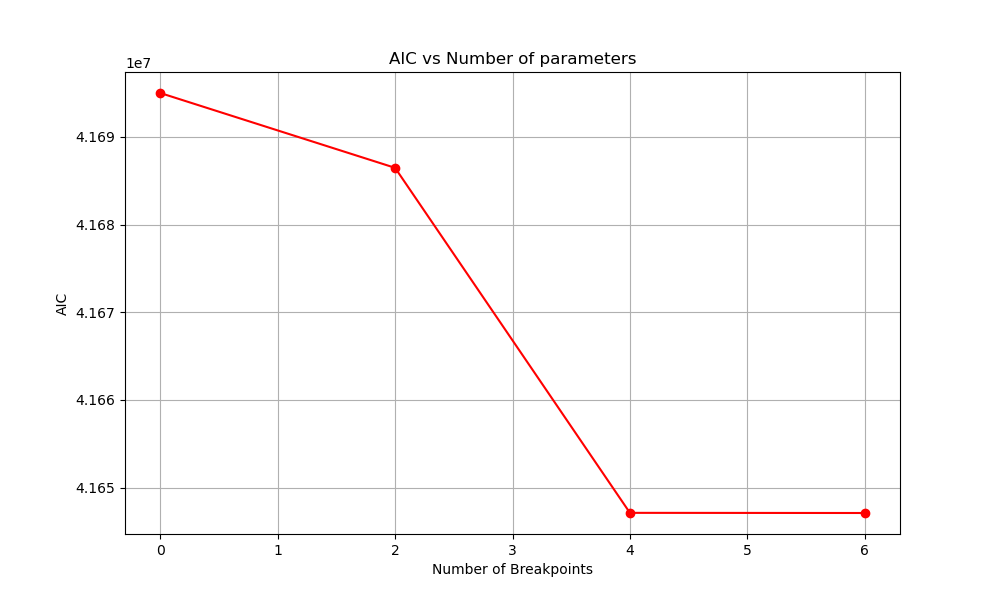 AIC vs Number of parameters
1e7
4.169
4.168
4.167
4.166
4.165
AIC
0 1 2 3 4 5 6
Number of Breakpoints